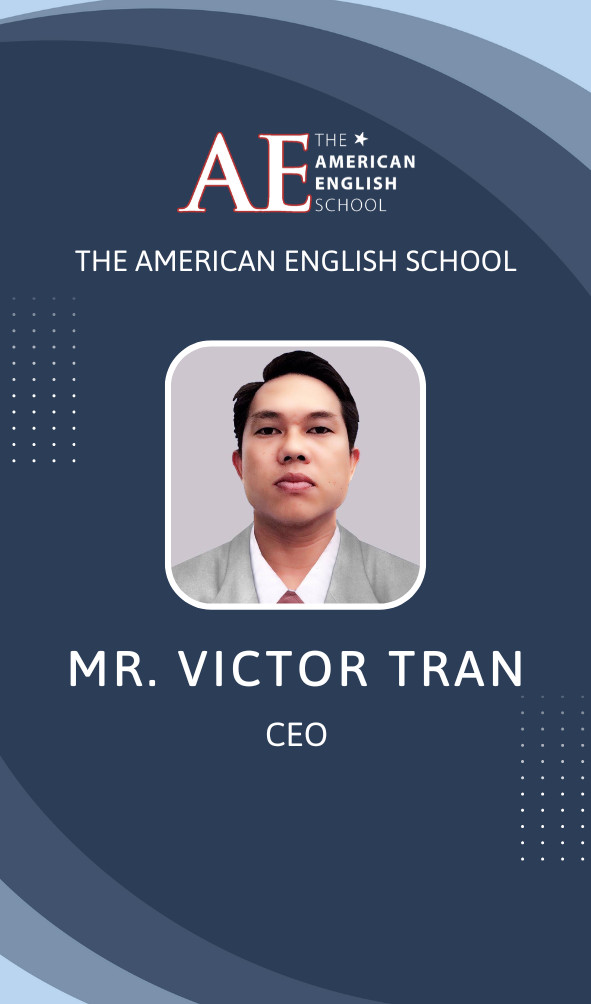 AE
THE
AMERICAN
ENGLISH
SCHOOL
THE AMERICAN ENGLISH SCHOOL
MR. VICTOR TRAN
CEO